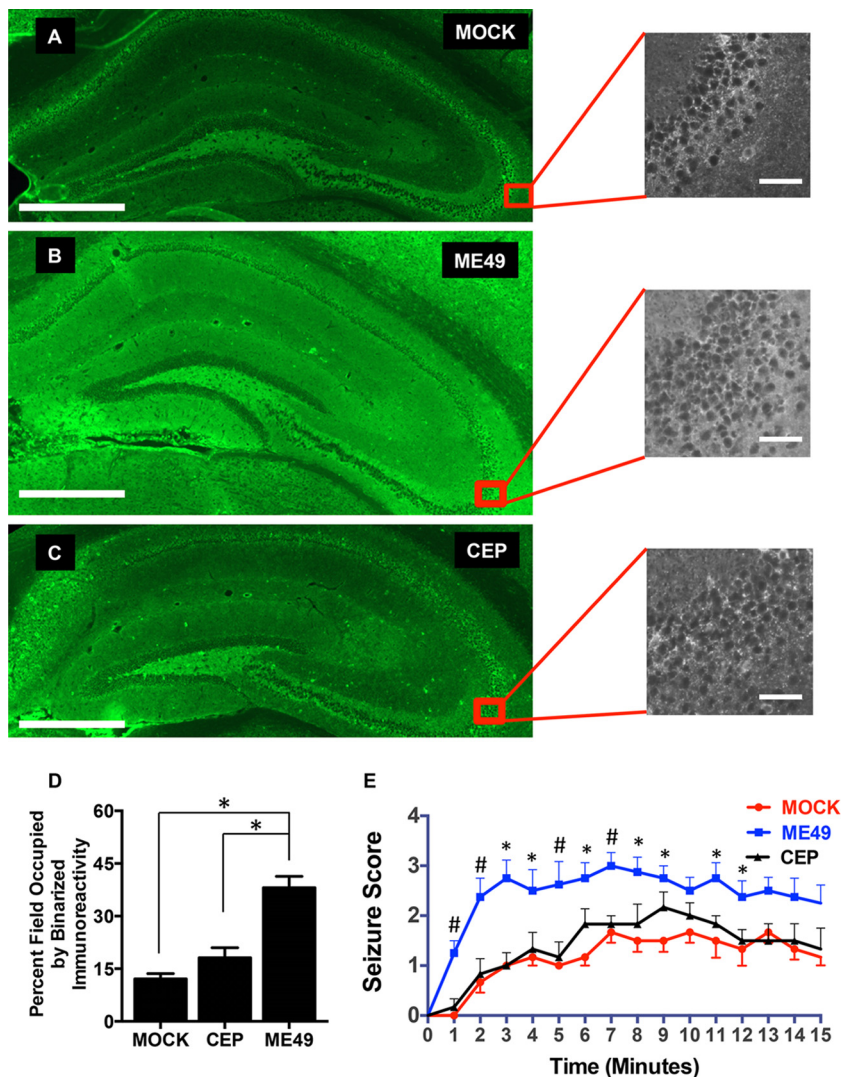 A
MOCK
B
ME49
C
CEP
D
Percent Field Occupied
by Binarized
Immunoreactivity
60
45
30
15
0
*
*
MOCK
CEP
ME49
E
Seizure Score
4
3
2
1
0
MOCK
ME49
CEP
# # * * # * # * * * *
0 1 2 3 4 5 6 7 8 9 10 11 12 13 14 15
Time (Minutes)